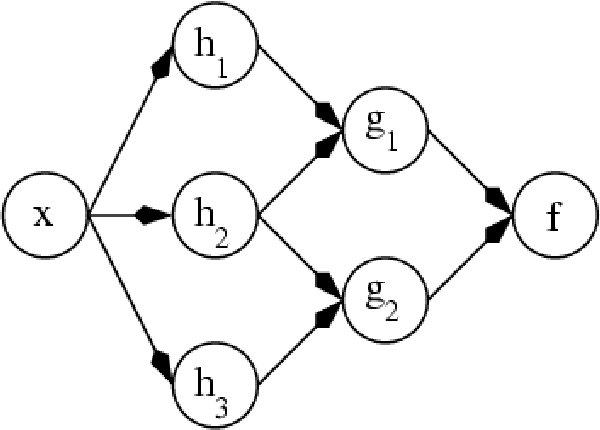 x
h₁
h₂
h₃
g₁
g₂
f